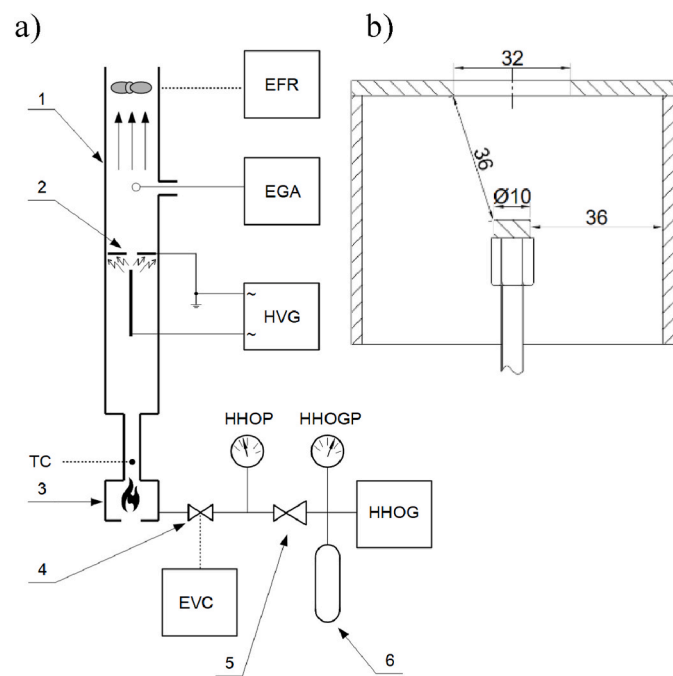 a)
EFR
1
2
EGA
HVG
~
~
HHOP
HHOGP
TC
3
HHOG
4
EVC
5
6
b)
32
36
Ø10
36